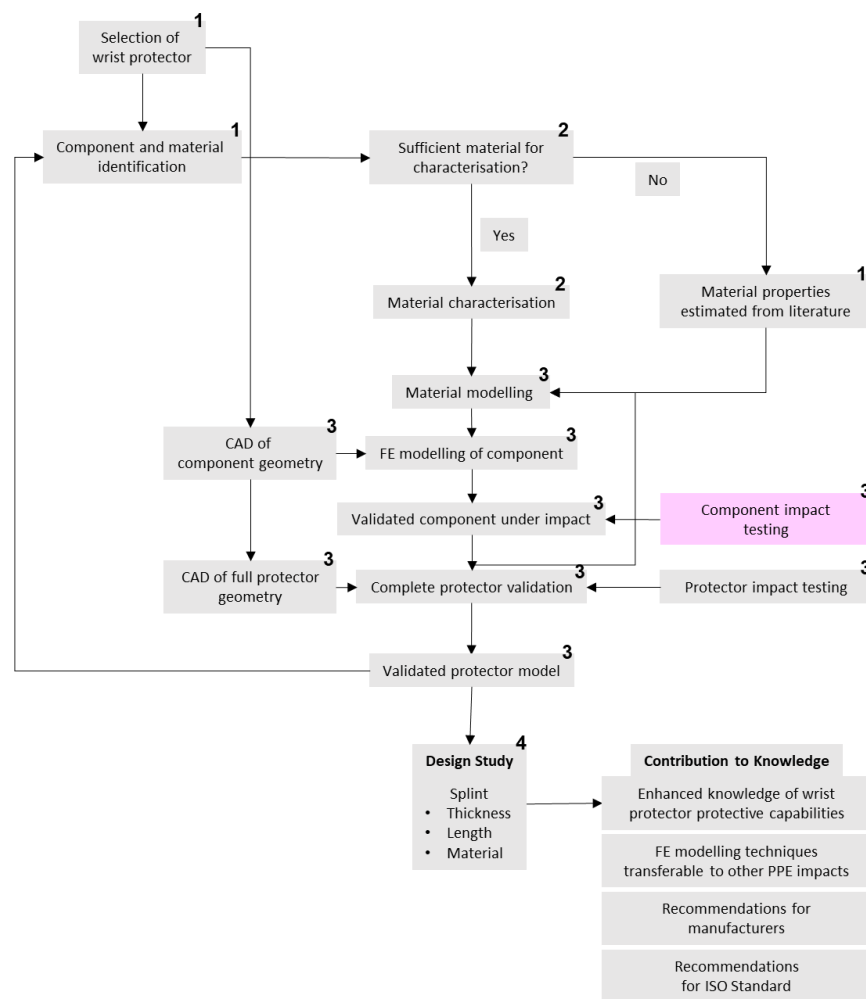 1
Selection of
wrist protector
1
Component and material
identification
2
Sufficient material for
characterisation?
No
Yes
2
Material characterisation
1
Material properties
estimated from literature
3
Material modelling
3
CAD of
component geometry
3
FE modelling of component
3
Validated component under impact
3
Component impact
testing
3
CAD of full protector
geometry
3
Complete protector validation
3
Protector impact testing
3
Validated protector model
4
Design Study
Splint
• Thickness
• Length
• Material
Contribution to Knowledge
Enhanced knowledge of wrist
protector protective capabilities
FE modelling techniques
transferable to other PPE impacts
Recommendations for
manufacturers
Recommendations
for ISO Standard